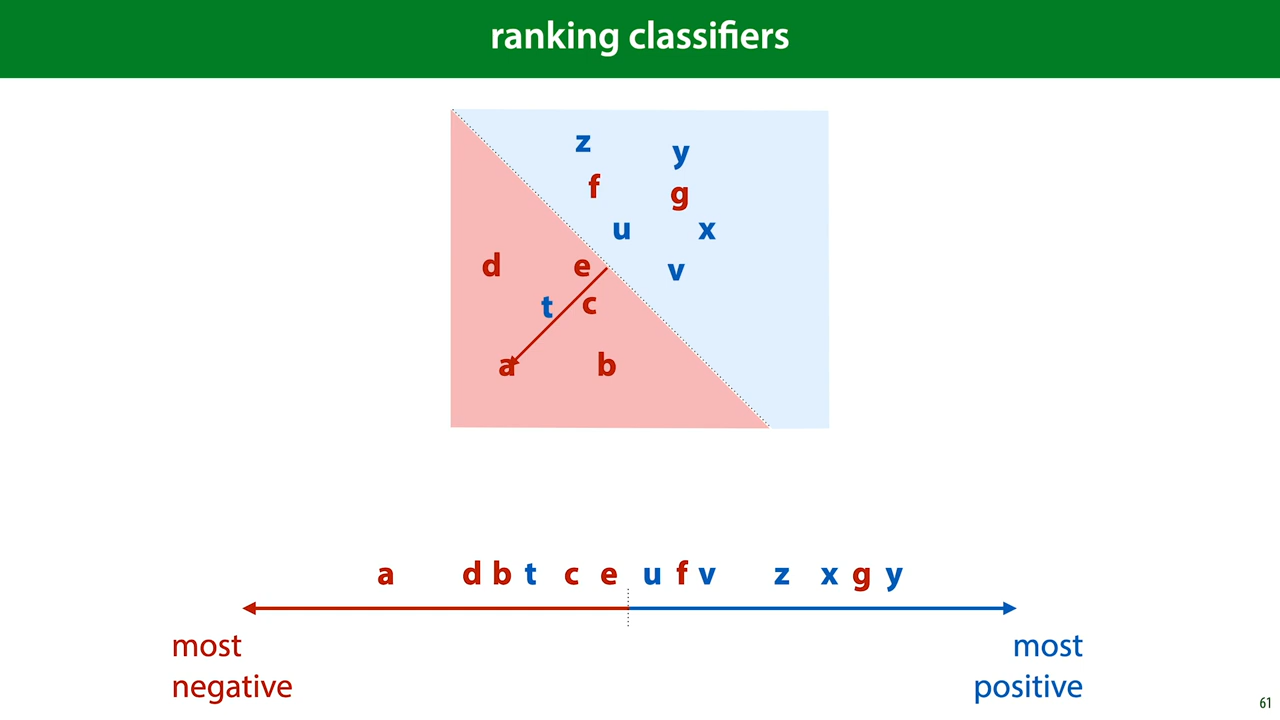 ranking classifiers
z y
f g
u x
d e v
t c
a b
a d b t c e u f v z x g y
most most
negative positive
61